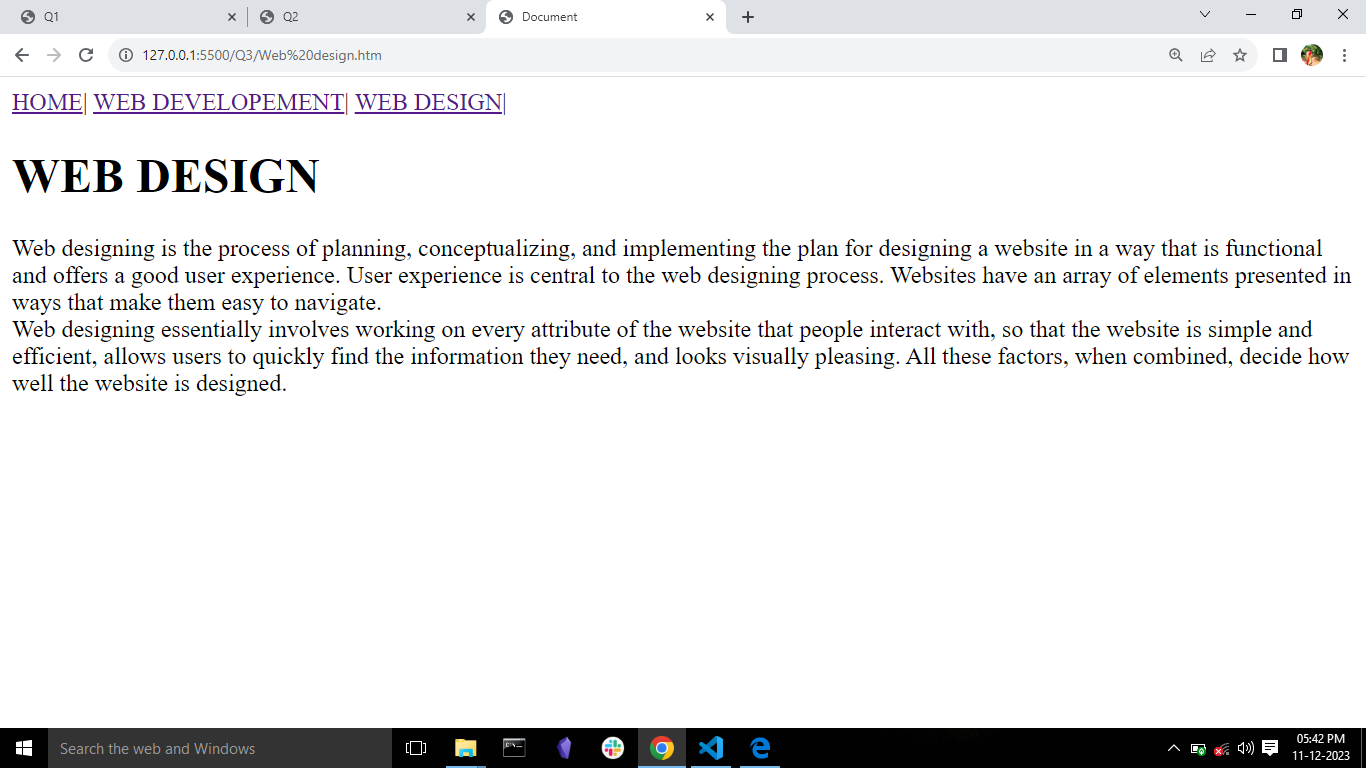 Q1
Q2
Document
127.0.0.1:5500/Q3/Web%20design.htm
HOME| WEB DEVELOPEMENT| WEB DESIGN|
WEB DESIGN
Web designing is the process of planning, conceptualizing, and implementing the plan for designing a website in a way that is functional
and offers a good user experience. User experience is central to the web designing process. Websites have an array of elements presented in
ways that make them easy to navigate.
Web designing essentially involves working on every attribute of the website that people interact with, so that the website is simple and
efficient, allows users to quickly find the information they need, and looks visually pleasing. All these factors, when combined, decide how
well the website is designed.
Search the web and Windows
05:42 PM
11-12-2023